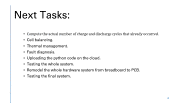 Next Tasks:
• Compute the actual number of charge and discharge cycles that already occurred.
• Cell balancing.
• Thermal management.
• Fault diagnosis.
• Uploading the python code on the cloud.
• Testing the whole system.
• Remodel the whole hardware system from breadboard to PCB.
• Testing the final system.